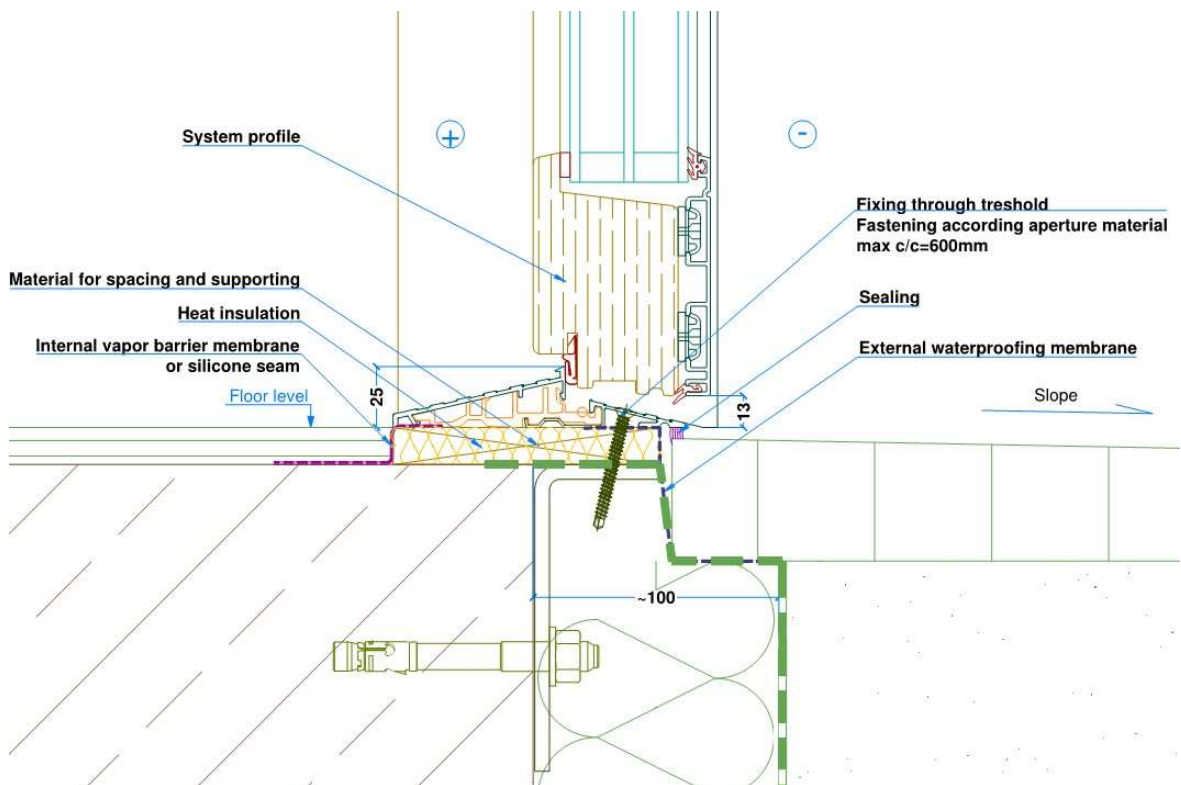 System profile
+
-
Fixing through treshold
Fastening according aperture material
max c/c=600mm
Material for spacing and supporting
Heat insulation
Internal vapor barrier membrane
or silicone seam
Sealing
External waterproofing membrane
25
Floor level
13
Slope
~100